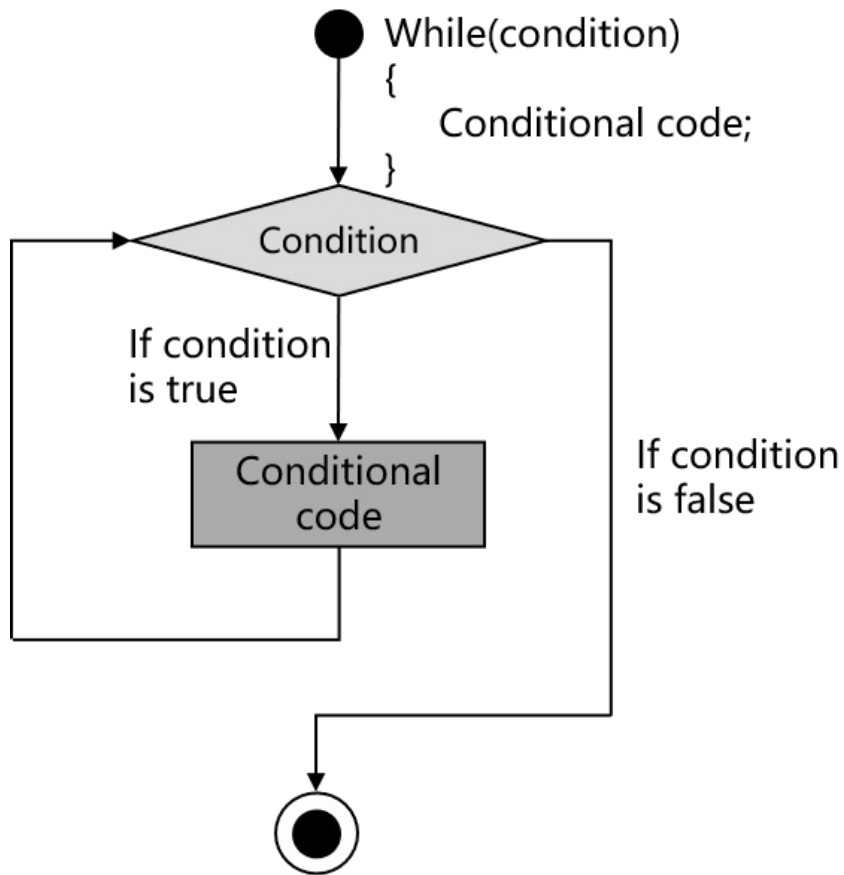 While(condition)
{
Conditional code;
}
Condition
If condition
is true
Conditional
code
If condition
is false